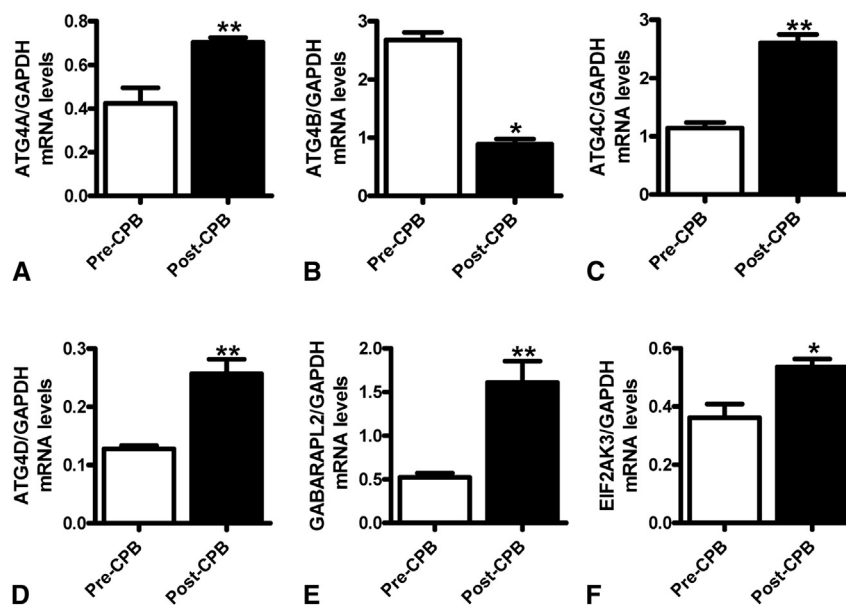 ATG4A/GAPDH
mRNA levels
0.8
0.6
0.4
0.2
0.0
**
Pre-CPB
Post-CPB
A
ATG4B/GAPDH
mRNA levels
3
2
1
0
*
Pre-CPB
Post-CPB
B
ATG4C/GAPDH
mRNA levels
3
2
1
0
**
Pre-CPB
Post-CPB
C
ATG4D/GAPDH
mRNA levels
0.3
0.2
0.1
0.0
**
Pre-CPB
Post-CPB
D
GABARAPL2/GAPDH
mRNA levels
2.0
1.5
1.0
0.5
0.0
**
Pre-CPB
Post-CPB
E
EIF2AK3/GAPDH
mRNA levels
0.6
0.4
0.2
0.0
*
Pre-CPB
Post-CPB
F